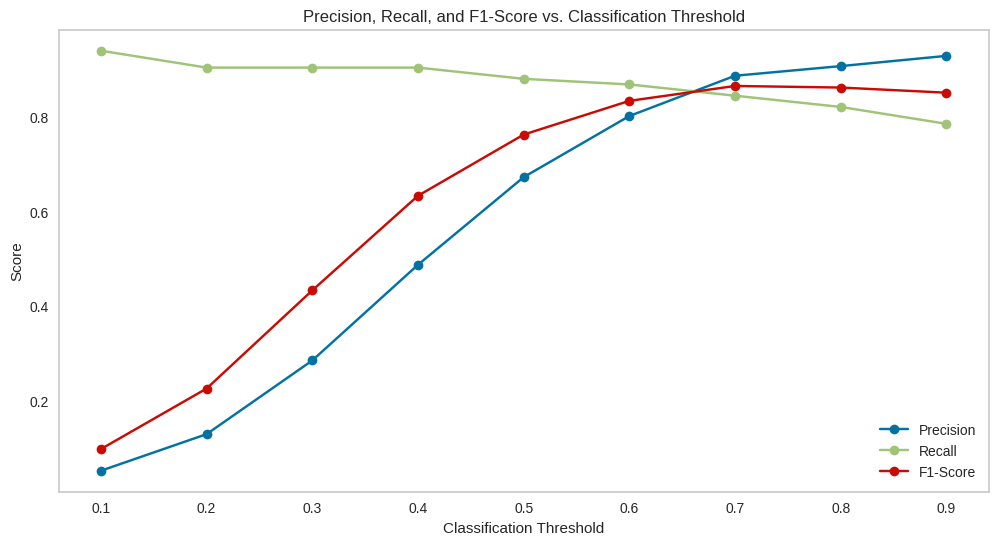 Precision, Recall, and F1-Score vs. Classification Threshold
Score
0.8
0.6
0.4
0.2
Precision
Recall
F1-Score
0.1 0.2 0.3 0.4 0.5 0.6 0.7 0.8 0.9
Classification Threshold